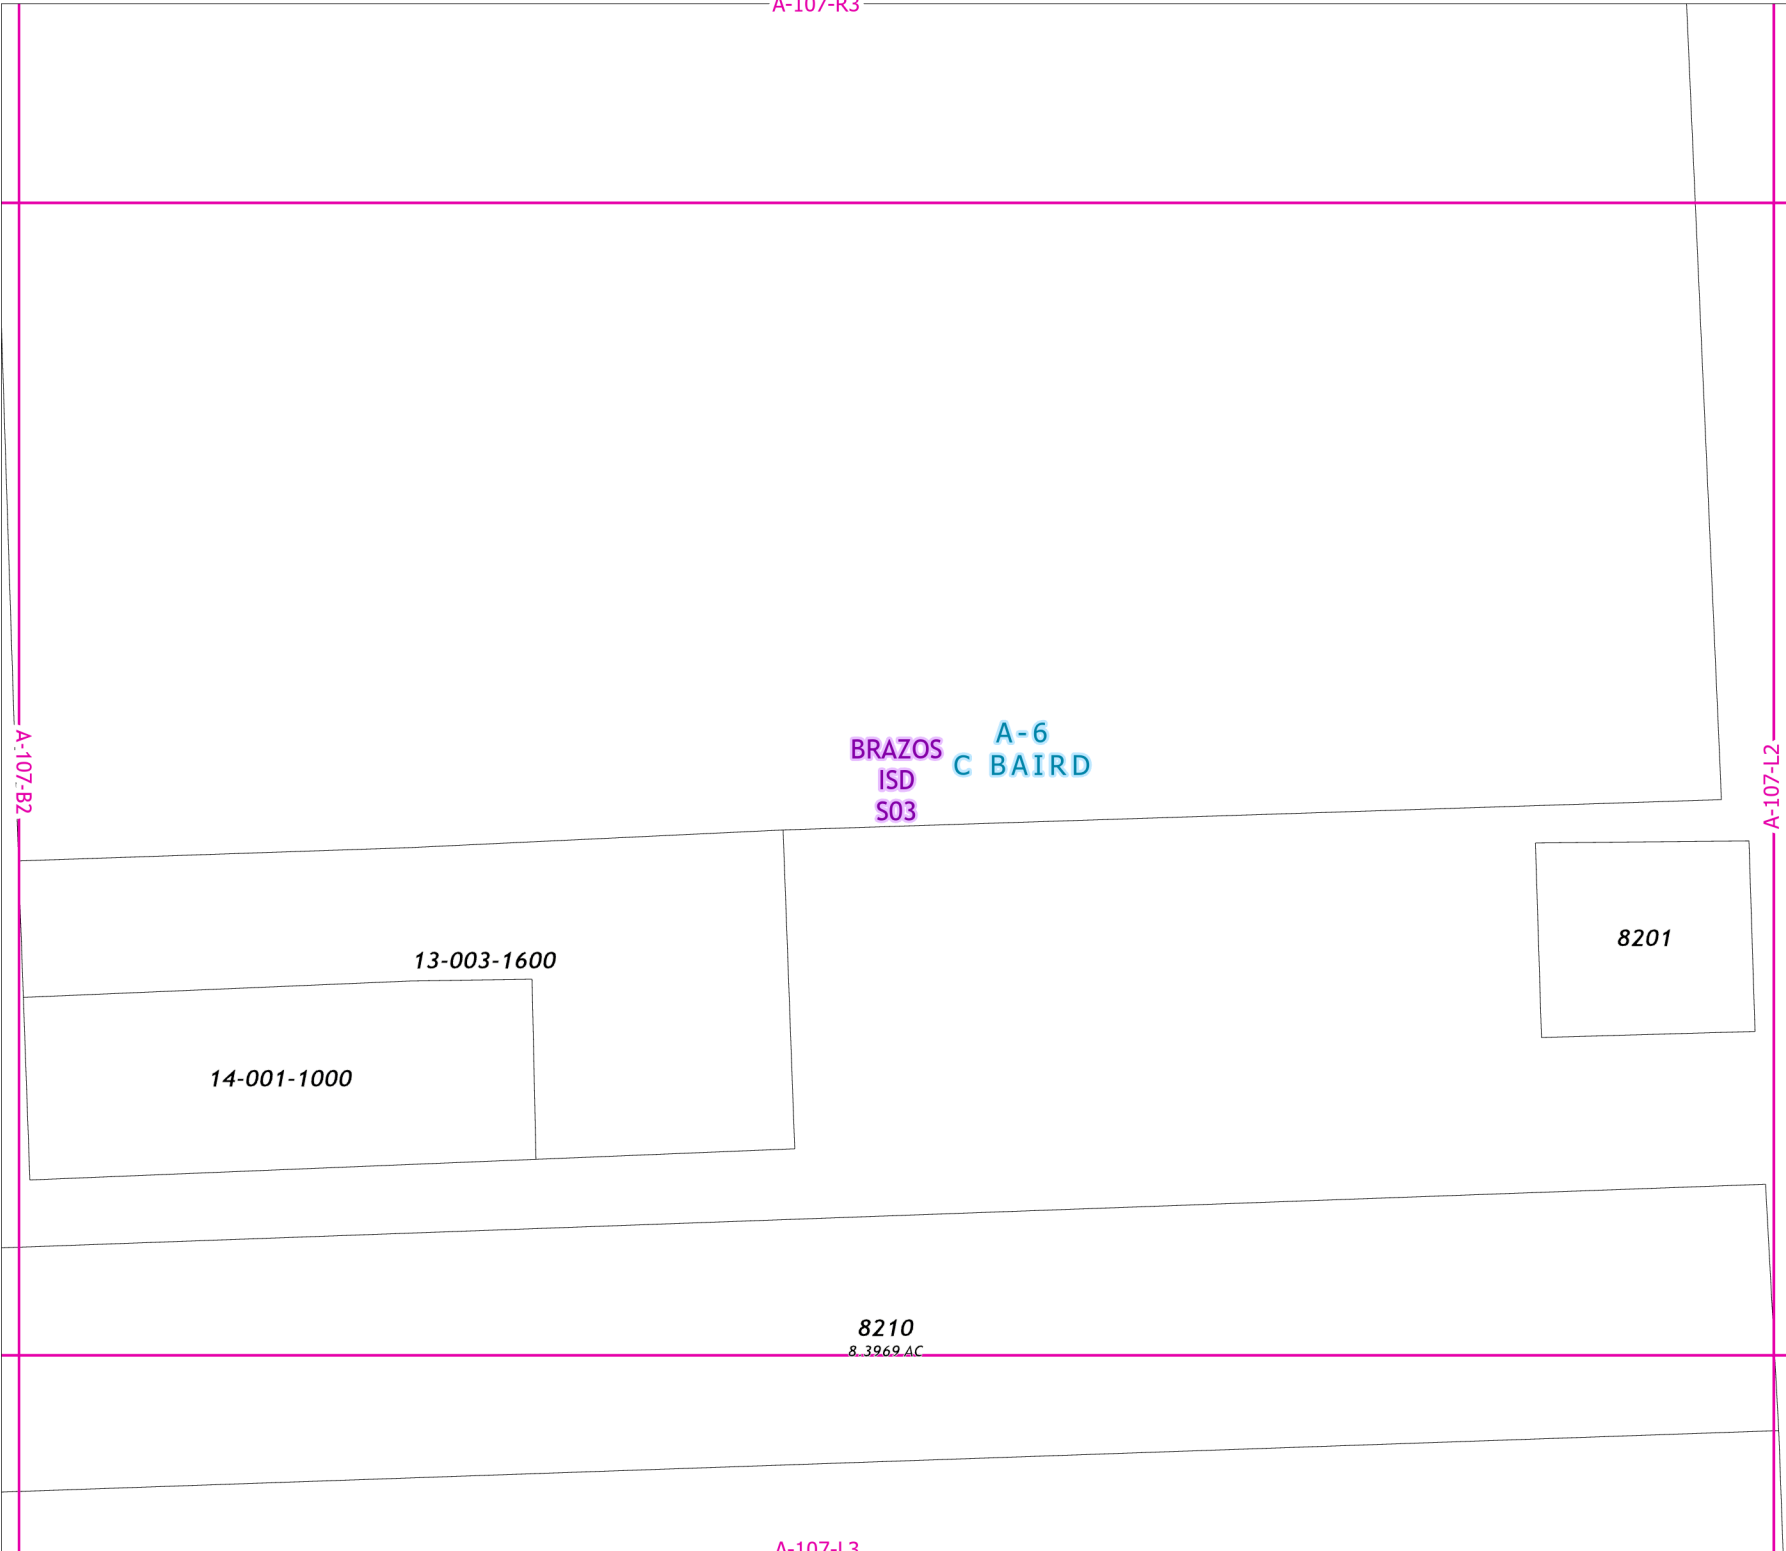 A-107-R3
A-6
C BAIRD
BRAZOS
ISD
S03
A-107-B2
A-107-L2
8201
13-003-1600
14-001-1000
8210
8.3969 AC
A-107-L3